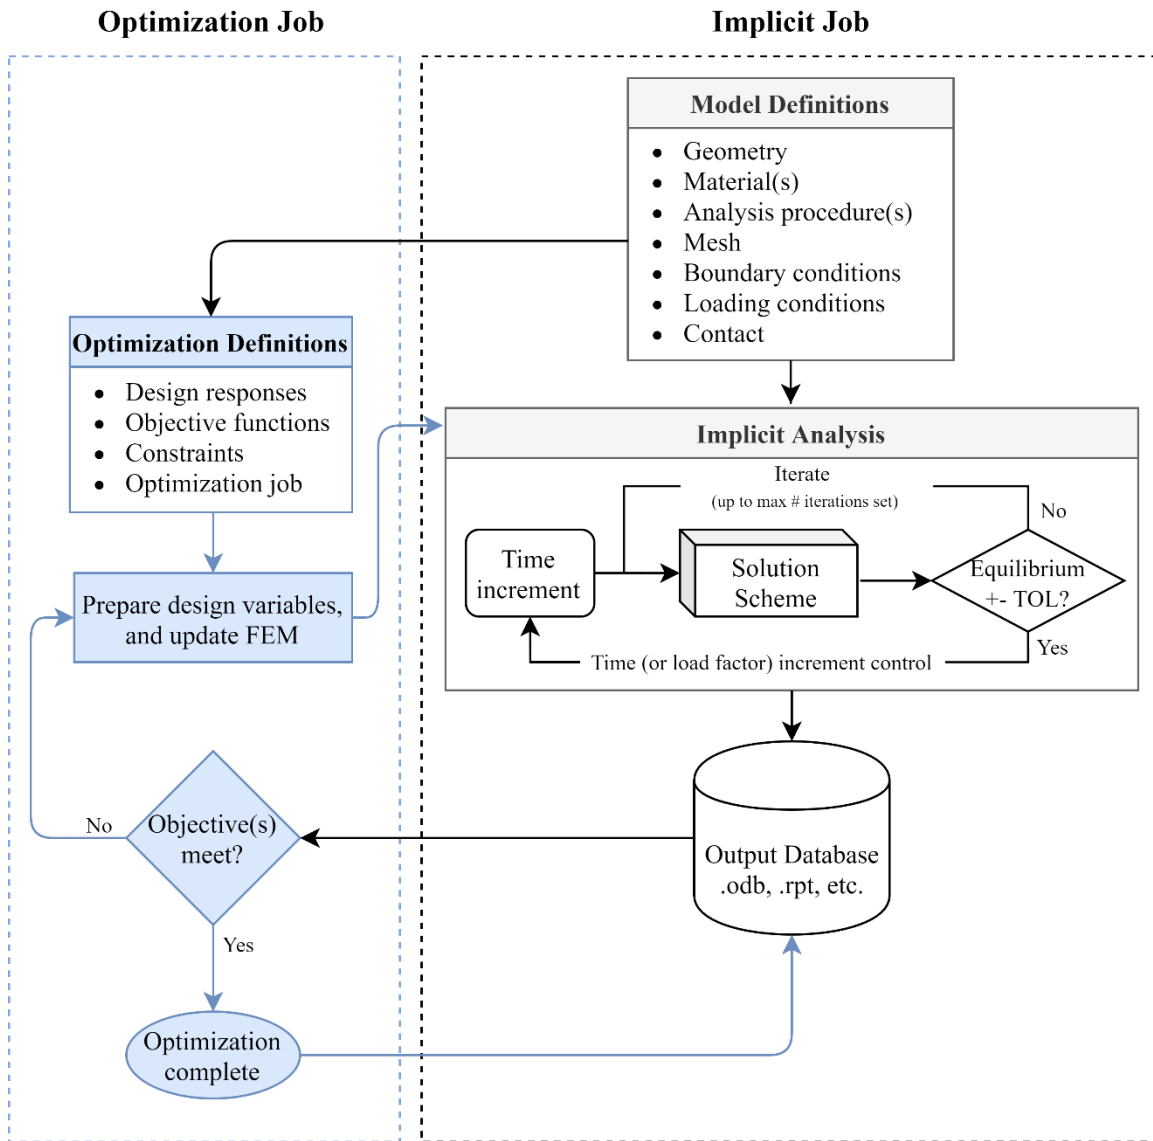 Optimization Job
Implicit Job
Model Definitions
• Geometry
• Material(s)
• Analysis procedure(s)
• Mesh
• Boundary conditions
• Loading conditions
• Contact
Optimization Definitions
• Design responses
• Objective functions
• Constraints
• Optimization job
Implicit Analysis
Iterate
(up to max # iterations set)
No
Time
increment
Solution
Scheme
Equilibrium
+- TOL?
Yes
Time (or load factor) increment control
Prepare design variables,
and update FEM
No
Objective(s)
meet?
Yes
Output Database
.odb, .rpt, etc.
Optimization
complete